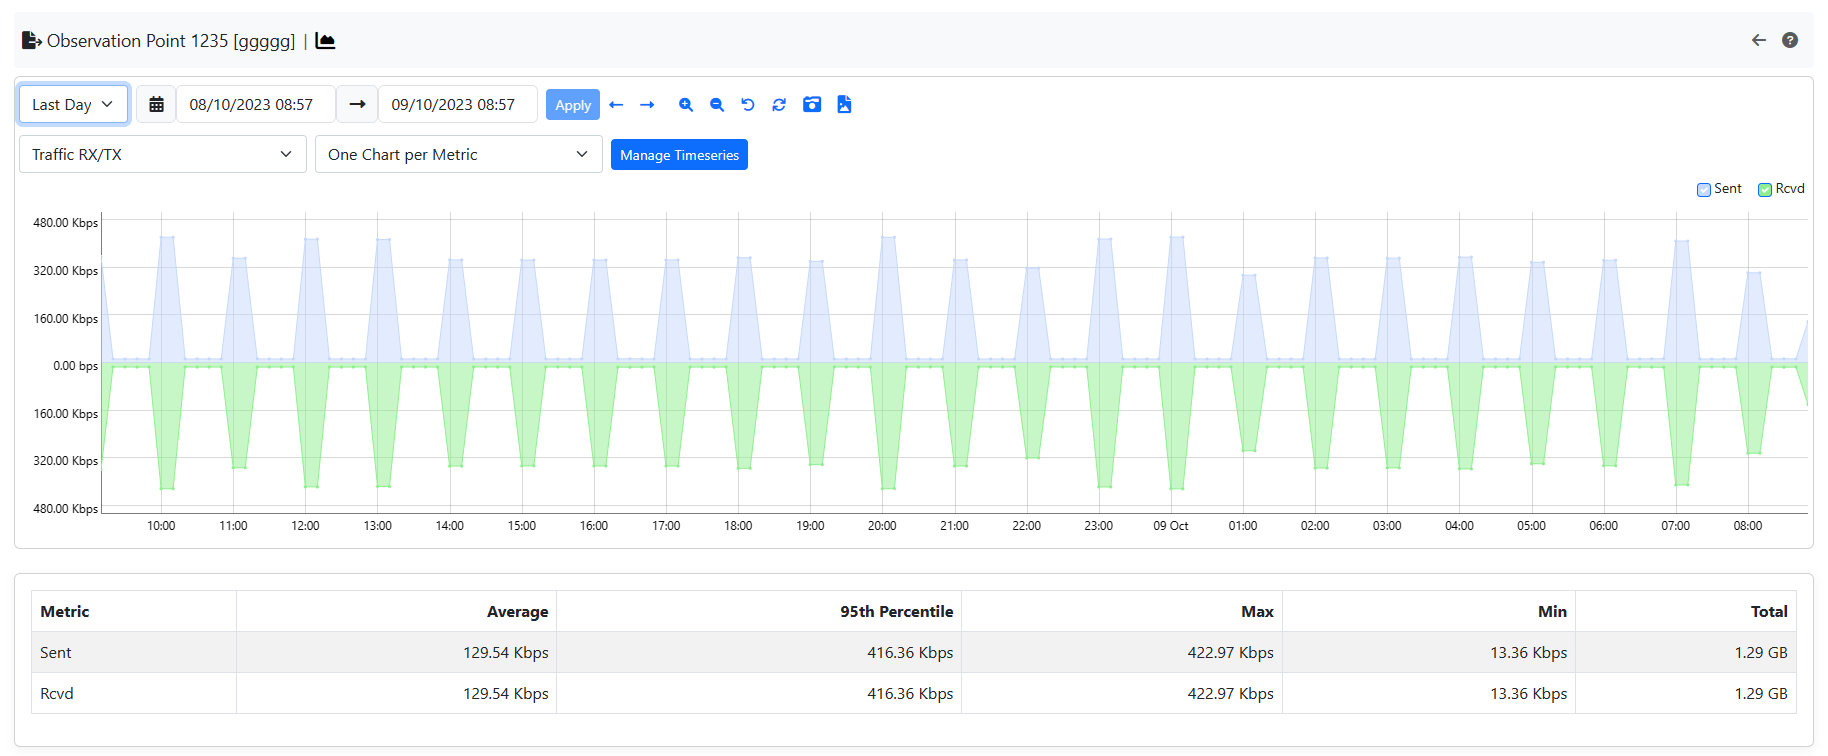 Observation Point 1235 [ggggg] |
Last Day 08/10/2023 08:57 09/10/2023 08:57 Apply
Traffic RX/TX One Chart per Metric Manage Timeseries
Sent Rcvd
480.00 Kbps
320.00 Kbps
160.00 Kbps
0.00 bps
160.00 Kbps
320.00 Kbps
480.00 Kbps
10:00 11:00 12:00 13:00 14:00 15:00 16:00 17:00 18:00 19:00 20:00 21:00 22:00 23:00 09 Oct 01:00 02:00 03:00 04:00 05:00 06:00 07:00 08:00
Metric Average 95th Percentile Max Min Total
Sent 129.54 Kbps 416.36 Kbps 422.97 Kbps 13.36 Kbps 1.29 GB
Rcvd 129.54 Kbps 416.36 Kbps 422.97 Kbps 13.36 Kbps 1.29 GB